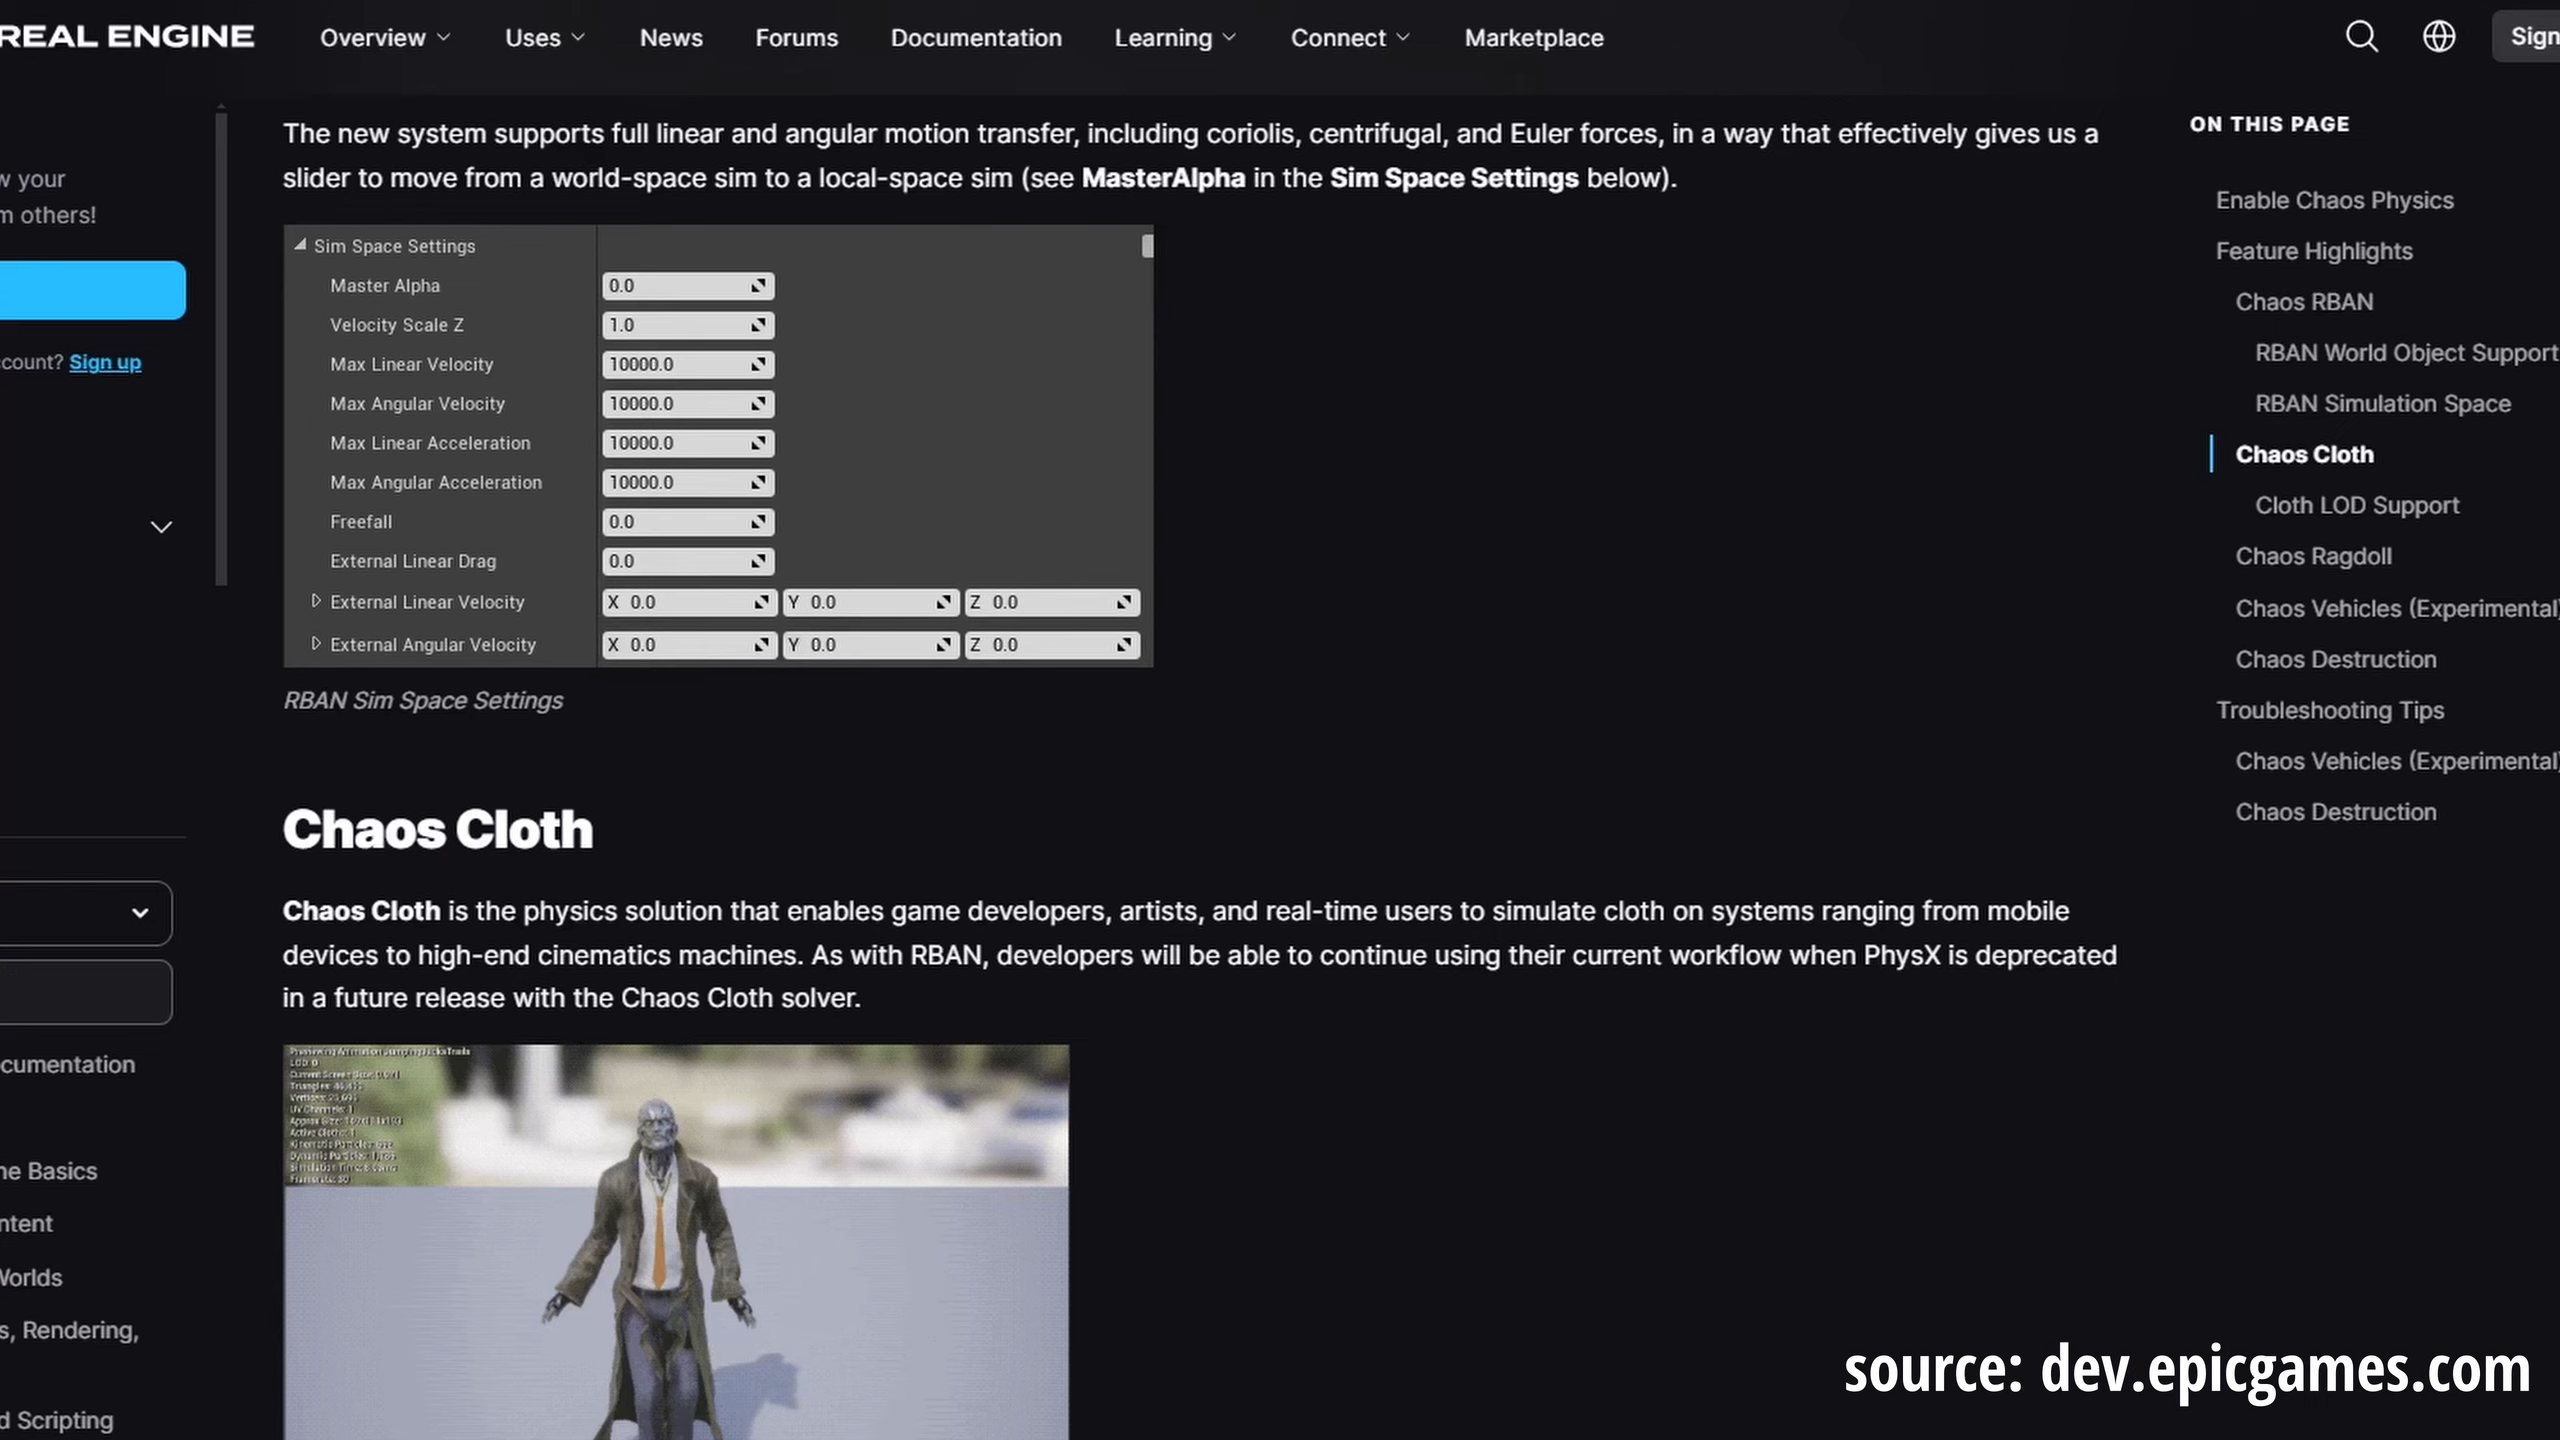 REAL ENGINE
Overview
Uses
News
Forums
Documentation
Learning
Connect
Marketplace
Sign
w your
m others!
ccount? Sign up
cumentation
ne Basics
ntent
Worlds
s, Rendering,
d Scripting
The new system supports full linear and angular motion transfer, including coriolis, centrifugal, and Euler forces, in a way that effectively gives us a
slider to move from a world-space sim to a local-space sim (see MasterAlpha in the Sim Space Settings below).
Sim Space Settings
Master Alpha 0.0
Velocity Scale Z 1.0
Max Linear Velocity 10000.0
Max Angular Velocity 10000.0
Max Linear Acceleration 10000.0
Max Angular Acceleration 10000.0
Freefall 0.0
External Linear Drag 0.0
External Linear Velocity X 0.0 Y 0.0 Z 0.0
External Angular Velocity X 0.0 Y 0.0 Z 0.0
RBAN Sim Space Settings
Chaos Cloth
Chaos Cloth is the physics solution that enables game developers, artists, and real-time users to simulate cloth on systems ranging from mobile
devices to high-end cinematics machines. As with RBAN, developers will be able to continue using their current workflow when PhysX is deprecated
in a future release with the Chaos Cloth solver.
LOD: 0
UV Channels: 1
Active Cloths: 1
ON THIS PAGE
Enable Chaos Physics
Feature Highlights
Chaos RBAN
RBAN World Object Support
RBAN Simulation Space
Chaos Cloth
Cloth LOD Support
Chaos Ragdoll
Chaos Vehicles (Experimental)
Chaos Destruction
Troubleshooting Tips
Chaos Vehicles (Experimental)
Chaos Destruction
source: dev.epicgames.com